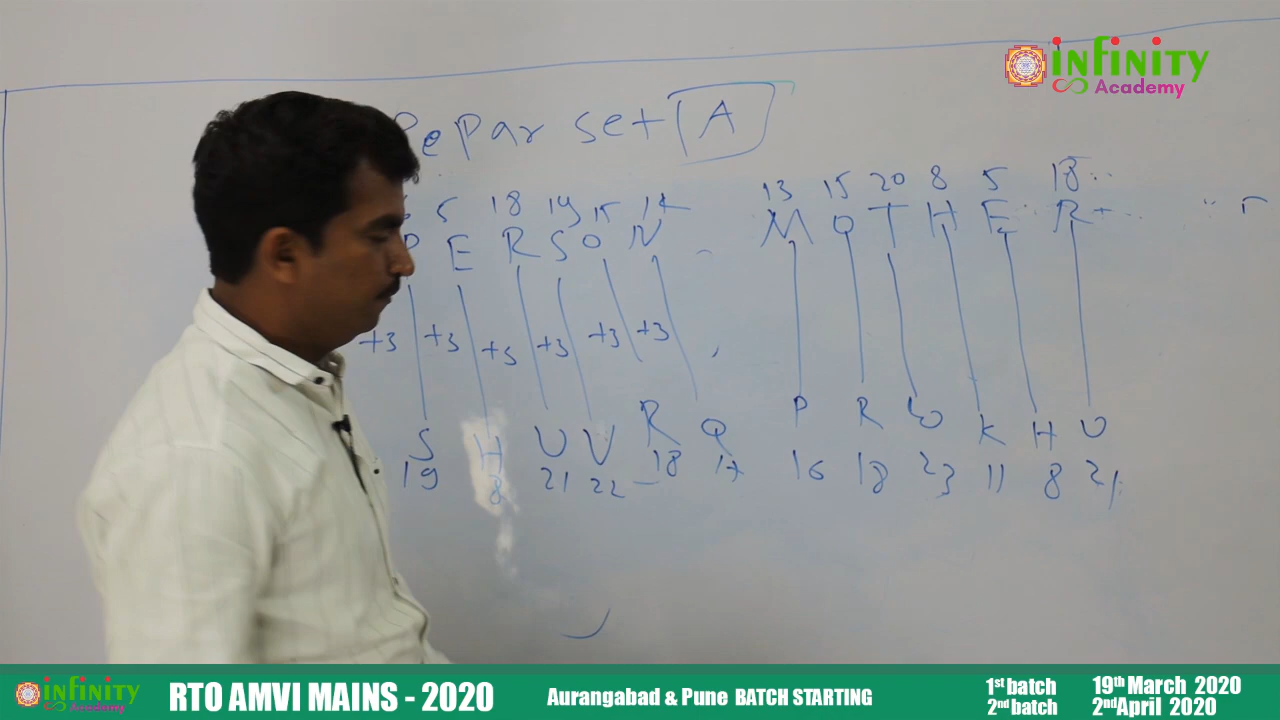 infinity
Academy
Pepar set A
5 18 19 15 14 13 15 20 8 5 18
P E R S O N M O T H E R
+3 +3 +3 +3 +3 +3
S H U V R Q , P R W K H U
19 8 21 22 18 17 16 18 23 11 8 21
infinity
Academy
RTO AMVI MAINS - 2020
Aurangabad & Pune BATCH STARTING
1st batch 19th March 2020
2nd batch 2nd April 2020